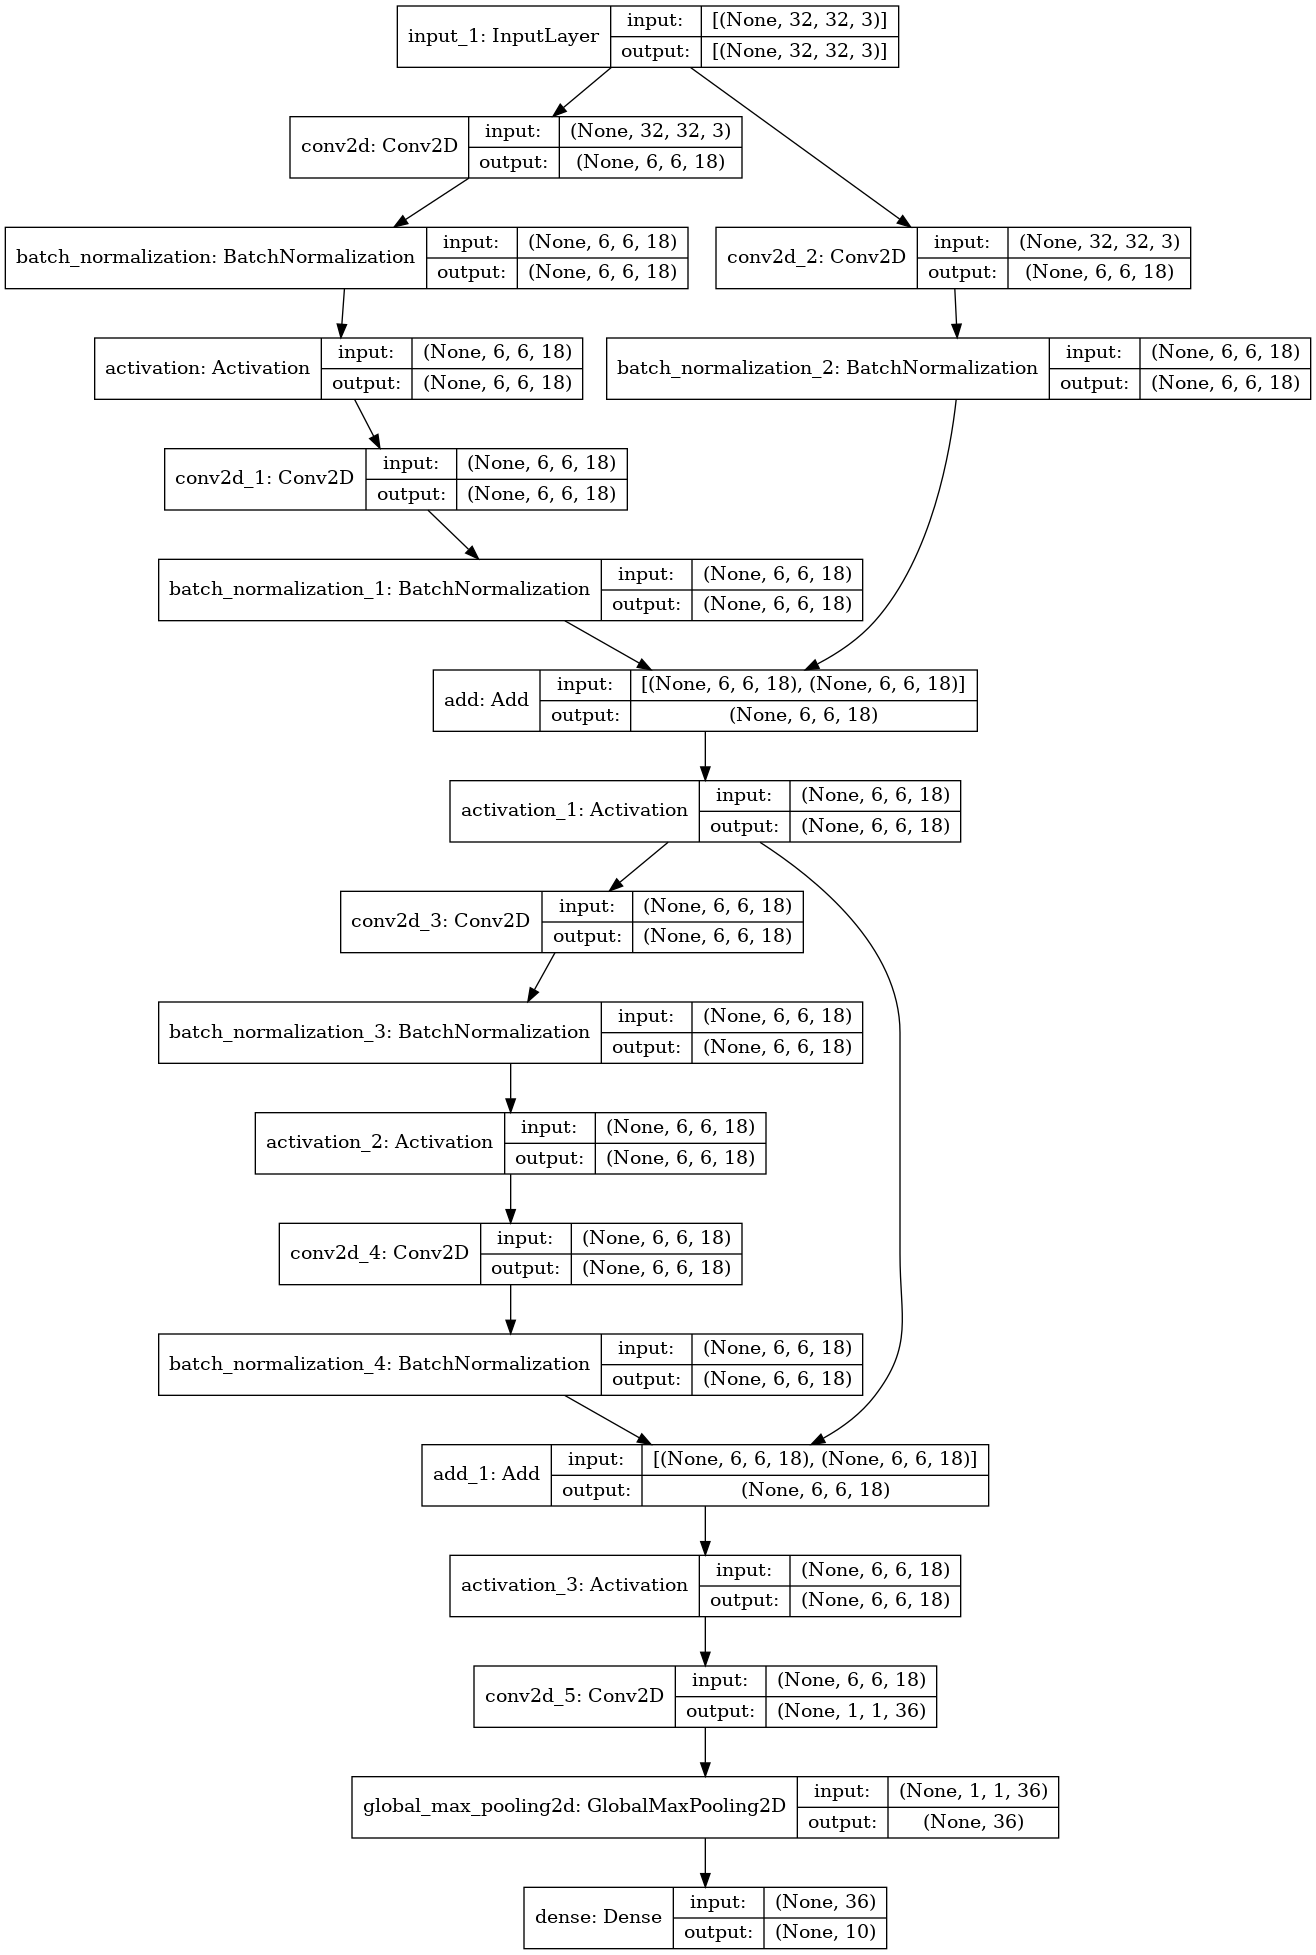 input_1: InputLayer
input: [(None, 32, 32, 3)]
output: [(None, 32, 32, 3)]
conv2d: Conv2D
input: (None, 32, 32, 3)
output: (None, 6, 6, 18)
batch_normalization: BatchNormalization
input: (None, 6, 6, 18)
output: (None, 6, 6, 18)
conv2d_2: Conv2D
input: (None, 32, 32, 3)
output: (None, 6, 6, 18)
activation: Activation
input: (None, 6, 6, 18)
output: (None, 6, 6, 18)
batch_normalization_2: BatchNormalization
input: (None, 6, 6, 18)
output: (None, 6, 6, 18)
conv2d_1: Conv2D
input: (None, 6, 6, 18)
output: (None, 6, 6, 18)
batch_normalization_1: BatchNormalization
input: (None, 6, 6, 18)
output: (None, 6, 6, 18)
add: Add
input: [(None, 6, 6, 18), (None, 6, 6, 18)]
output: (None, 6, 6, 18)
activation_1: Activation
input: (None, 6, 6, 18)
output: (None, 6, 6, 18)
conv2d_3: Conv2D
input: (None, 6, 6, 18)
output: (None, 6, 6, 18)
batch_normalization_3: BatchNormalization
input: (None, 6, 6, 18)
output: (None, 6, 6, 18)
activation_2: Activation
input: (None, 6, 6, 18)
output: (None, 6, 6, 18)
conv2d_4: Conv2D
input: (None, 6, 6, 18)
output: (None, 6, 6, 18)
batch_normalization_4: BatchNormalization
input: (None, 6, 6, 18)
output: (None, 6, 6, 18)
add_1: Add
input: [(None, 6, 6, 18), (None, 6, 6, 18)]
output: (None, 6, 6, 18)
activation_3: Activation
input: (None, 6, 6, 18)
output: (None, 6, 6, 18)
conv2d_5: Conv2D
input: (None, 6, 6, 18)
output: (None, 1, 1, 36)
global_max_pooling2d: GlobalMaxPooling2D
input: (None, 1, 1, 36)
output: (None, 36)
dense: Dense
input: (None, 36)
output: (None, 10)